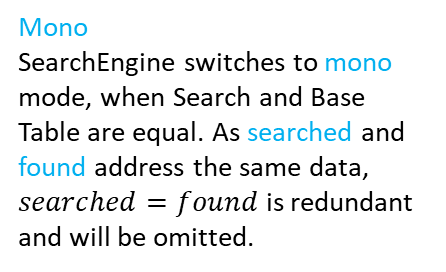 Mono
SearchEngine switches to mono
mode, when Search and Base
Table are equal. As searched and
found address the same data,
searched = found is redundant
and will be omitted.